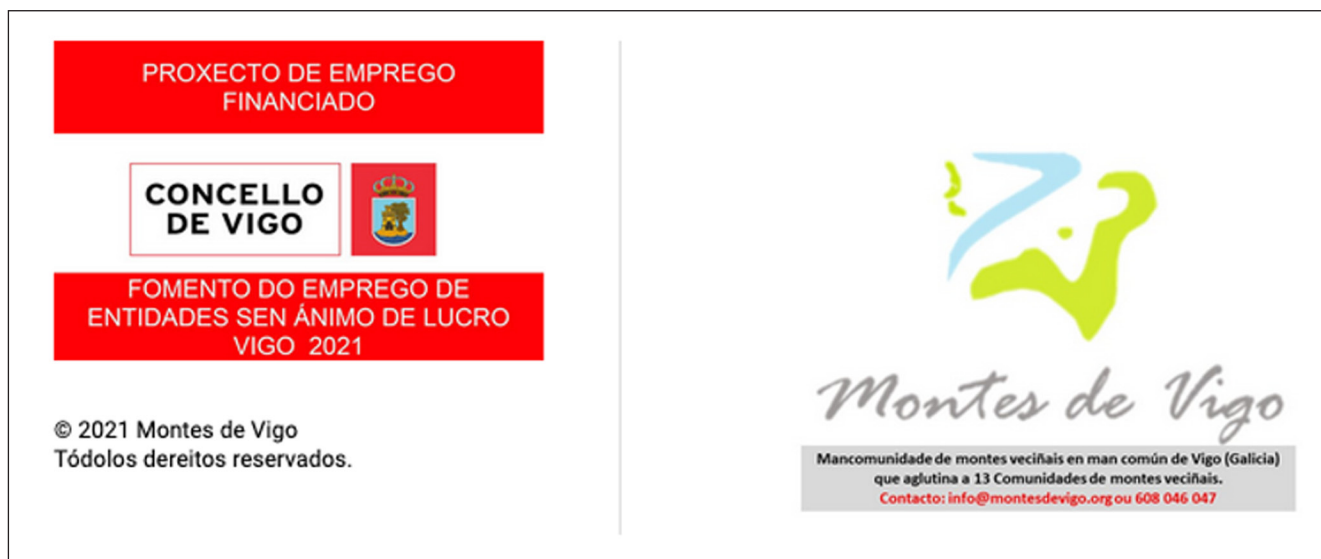 PROXECTO DE EMPREGO
FINANCIADO
CONCELLO
DE VIGO
FOMENTO DO EMPREGO DE
ENTIDADES SEN ÁNIMO DE LUCRO
VIGO 2021
© 2021 Montes de Vigo
Tódolos dereitos reservados.
Montes de Vigo
Mancomunidade de montes veciñais en man común de Vigo (Galicia)
que aglutina a 13 Comunidades de montes veciñais.
Contacto: info@montesdevigo.org ou 608 046 047